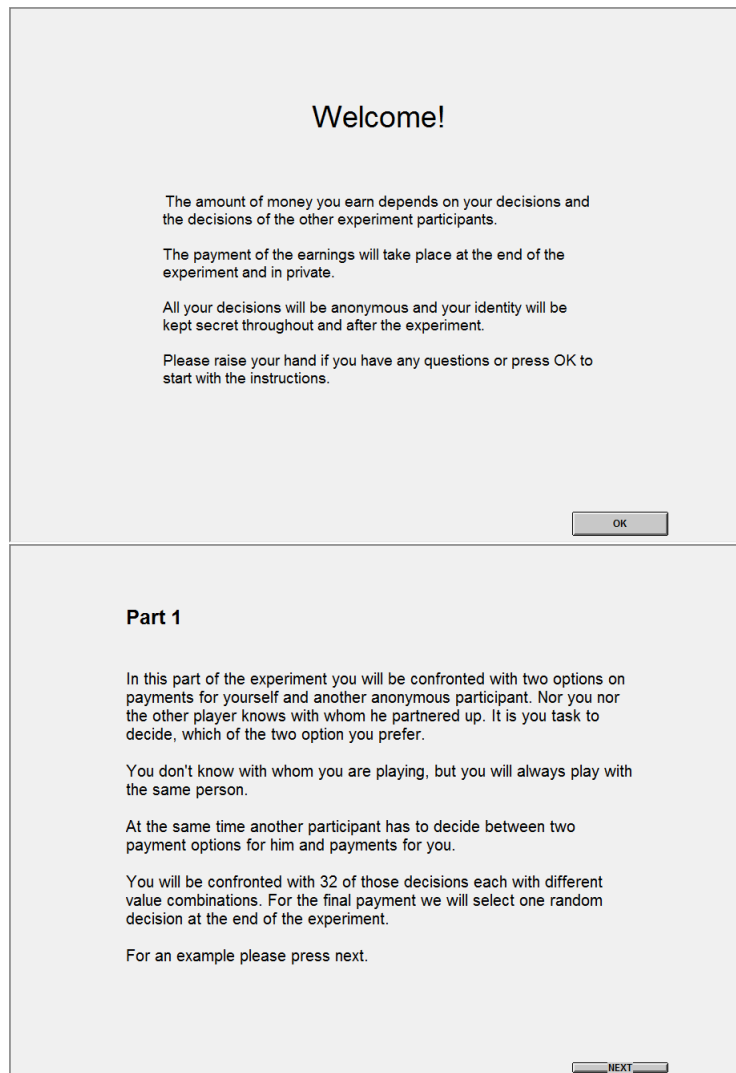 Welcome!
The amount of money you earn depends on your decisions and
the decisions of the other experiment participants.
The payment of the earnings will take place at the end of the
experiment and in private.
All your decisions will be anonymous and your identity will be
kept secret throughout and after the experiment.
Please raise your hand if you have any questions or press OK to
start with the instructions.
OK
Part 1
In this part of the experiment you will be confronted with two options on
payments for yourself and another anonymous participant. Nor you nor
the other player knows with whom he partnered up. It is you task to
decide, which of the two option you prefer.
You don't know with whom you are playing, but you will always play with
the same person.
At the same time another participant has to decide between two
payment options for him and payments for you.
You will be confronted with 32 of those decisions each with different
value combinations. For the final payment we will select one random
decision at the end of the experiment.
For an example please press next.
NEXT